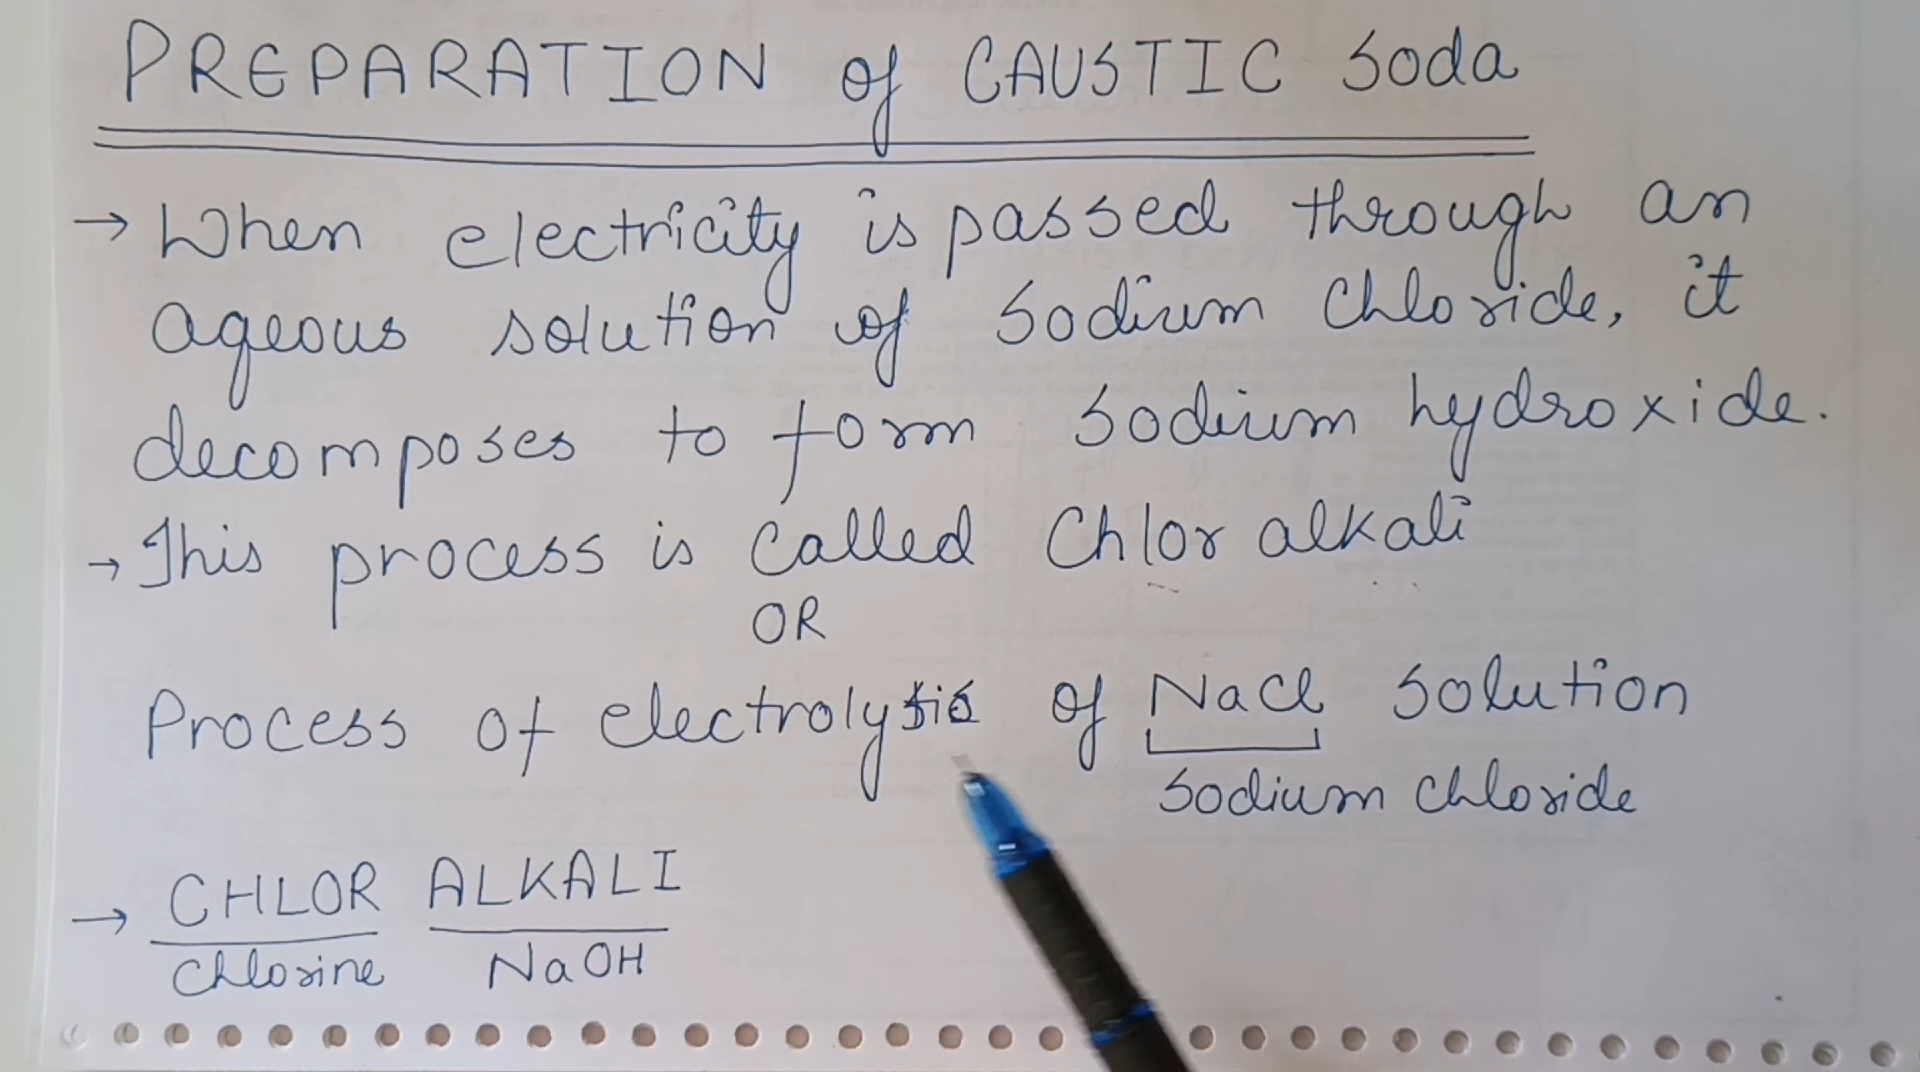 PREPARATION of CAUSTIC Soda
→ When electricity is passed through an
aqeous solution of Sodium Chloride, it
decomposes to form Sodium hydroxide.
→ This process is called Chlor alkali
OR
Process of electrolysis of NaCl Solution
Sodium chloride
→ CHLOR ALKALI
Chlorine NaOH